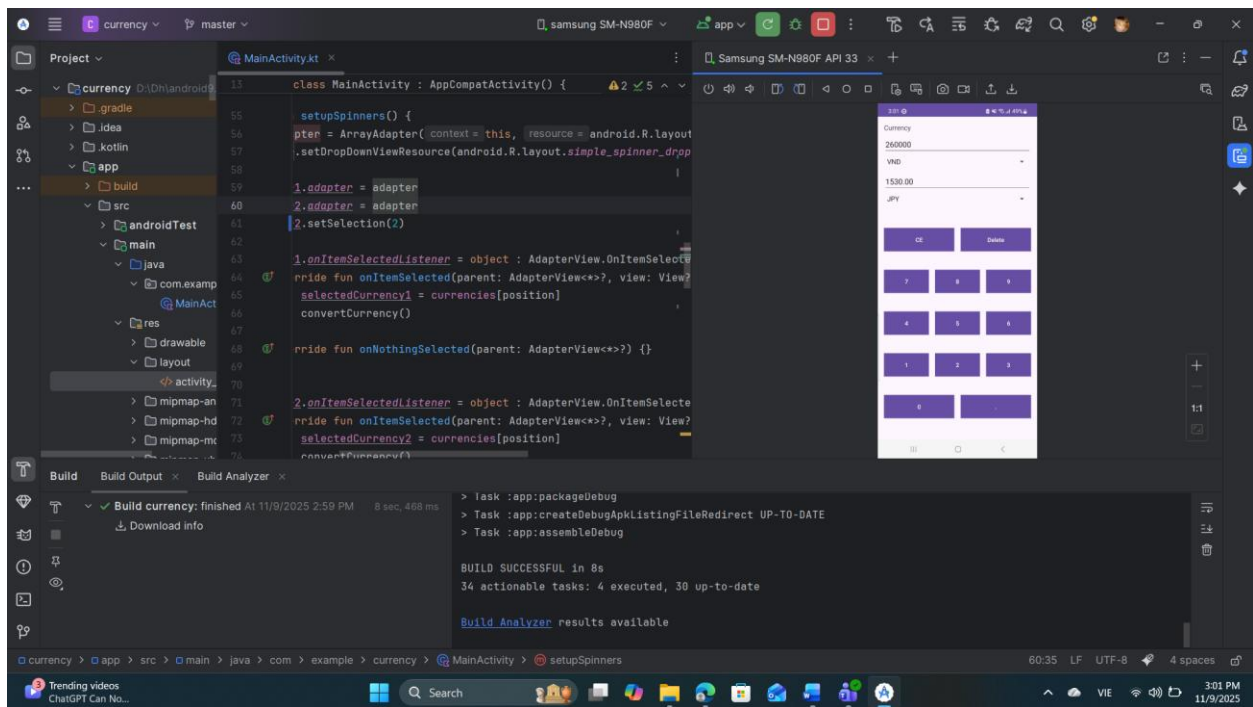 currency
master
samsung SM-N980F
app
Project
MainActivity.kt
Samsung SM-N980F API 33
currency D:\Dh\android9.
.gradle
.idea
.kotlin
app
build
src
androidTest
main
java
com.examp
MainAct
res
drawable
layout
activity_
mipmap-an
mipmap-hd
mipmap-mc
13 class MainActivity : AppCompatActivity() {
2 5
55 setupSpinners() {
56 pter = ArrayAdapter( context = this, resource = android.R.layout
57 .setDropDownViewResource(android.R.layout.simple_spinner_drop
58
59 1.adapter = adapter
60 2.adapter = adapter
61 2.setSelection(2)
62
63 1.onItemSelectedListener = object : AdapterView.OnItemSelecte
64 rride fun onItemSelected(parent: AdapterView<*>?, view: View?
65 selectedCurrency1 = currencies[position]
66 convertCurrency()
67
68 rride fun onNothingSelected(parent: AdapterView<*>?) {}
69
70
71 2.onItemSelectedListener = object : AdapterView.OnItemSelecte
72 rride fun onItemSelected(parent: AdapterView<*>?, view: View?
73 selectedCurrency2 = currencies[position]
74 convertCurrency()
3:01
49%
Currency
260000
VND
1530.00
JPY
CE Delete
7 8 9
4 5 6
1 2 3
0 .
1:1
Build Build Output Build Analyzer
Build currency: finished At 11/9/2025 2:59 PM 8 sec, 468 ms
Download info
> Task :app:packageDebug
> Task :app:createDebugApkListingFileRedirect UP-TO-DATE
> Task :app:assembleDebug
BUILD SUCCESSFUL in 8s
34 actionable tasks: 4 executed, 30 up-to-date
Build Analyzer results available
currency > app > src > main > java > com > example > currency > MainActivity > setupSpinners
60:35 LF UTF-8 4 spaces
3
Trending videos
ChatGPT Can No...
Search
VIE
3:01 PM
11/9/2025